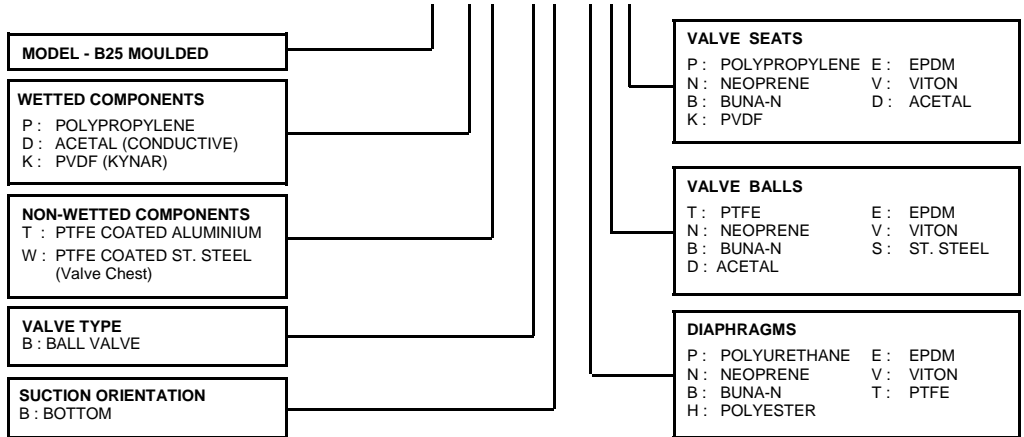 MODEL - B25 MOULDED
WETTED COMPONENTS
P : POLYPROPYLENE
D : ACETAL (CONDUCTIVE)
K : PVDF (KYNAR)
NON-WETTED COMPONENTS
T : PTFE COATED ALUMINIUM
W : PTFE COATED ST. STEEL
(Valve Chest)
VALVE TYPE
B : BALL VALVE
SUCTION ORIENTATION
B : BOTTOM
VALVE SEATS
P : POLYPROPYLENE E : EPDM
N : NEOPRENE V : VITON
B : BUNA-N D : ACETAL
K : PVDF
VALVE BALLS
T : PTFE E : EPDM
N : NEOPRENE V : VITON
B : BUNA-N S : ST. STEEL
D : ACETAL
DIAPHRAGMS
P : POLYURETHANE E : EPDM
N : NEOPRENE V : VITON
B : BUNA-N T : PTFE
H : POLYESTER